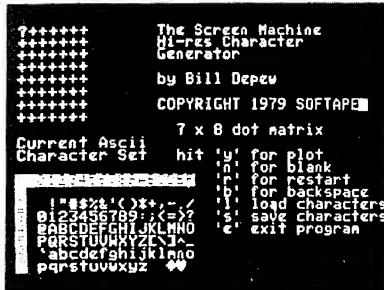 ?++++++
+++++++
+++++++
+++++++
+++++++
+++++++
+++++++
+++++++
The Screen Machine
Hi-res Character
Generator
by Bill Depew
COPYRIGHT 1979 SOFTAPE
7 x 8 dot matrix
Current Ascii
Character Set
hit 'y' for plot
'n' for blank
'r' for restart
'b' for backspace
'l' load characters
's' save characters
'e' exit program
!"#$%&'()*+,-./
0123456789:;<=>?
@ABCDEFGHIJKLMNO
PQRSTUVWXYZ[\]^_
`abcdefghijklmno
pqrstuvwxyz